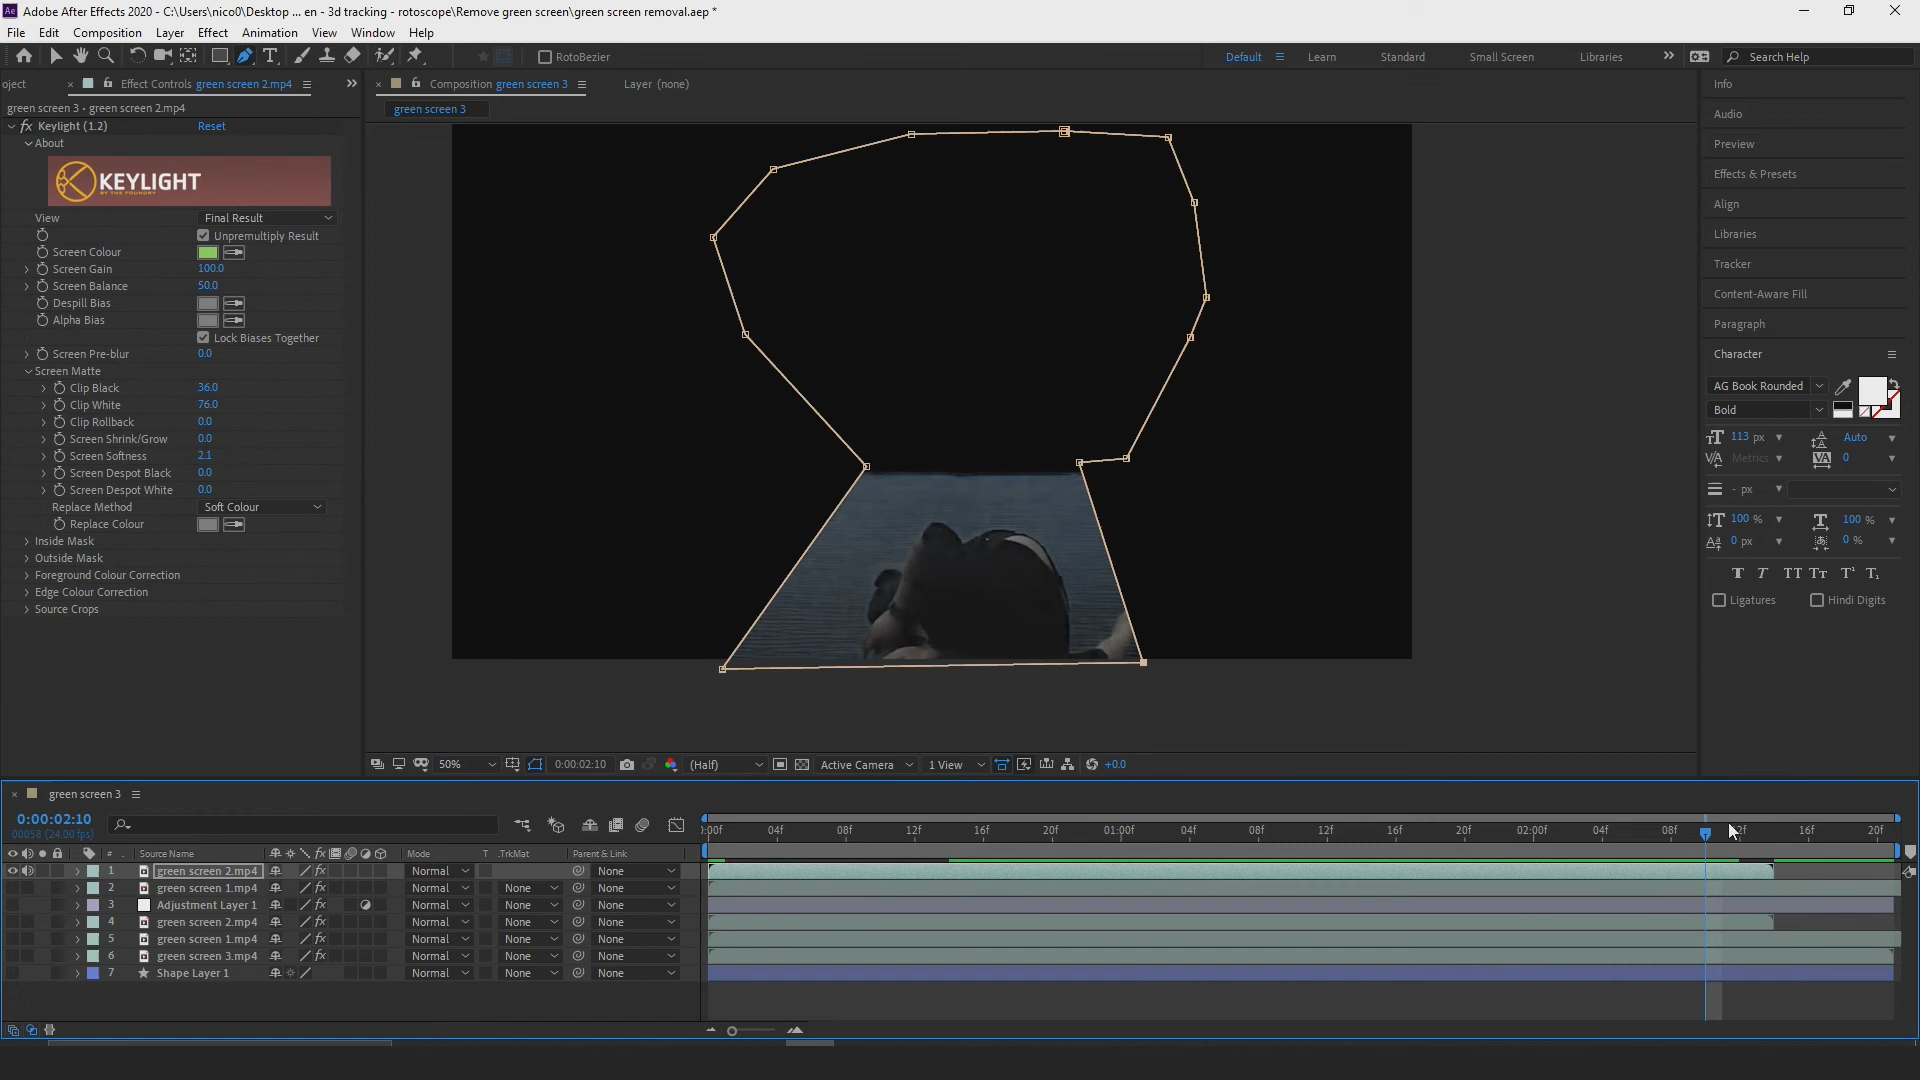 Adobe After Effects 2020 - C:\Users\nico0\Desktop ... en - 3d tracking - rotoscope\Remove green screen\green screen removal.aep *
File Edit Composition Layer Effect Animation View Window Help
RotoBezier Default Learn Standard Small Screen Libraries Search Help
oject Effect Controls green screen 2.mp4 Composition green screen 3 Layer (none)
green screen 3 • green screen 2.mp4
green screen 3
fx Keylight (1.2) Reset
About
KEYLIGHT
BY THE FOUNDRY
View Final Result
Unpremultiply Result
Screen Colour
Screen Gain 100.0
Screen Balance 50.0
Despill Bias
Alpha Bias
Lock Biases Together
Screen Pre-blur 0.0
Screen Matte
Clip Black 36.0
Clip White 76.0
Clip Rollback 0.0
Screen Shrink/Grow 0.0
Screen Softness 2.1
Screen Despot Black 0.0
Screen Despot White 0.0
Replace Method Soft Colour
Replace Colour
Inside Mask
Outside Mask
Foreground Colour Correction
Edge Colour Correction
Source Crops
Info
Audio
Preview
Effects & Presets
Align
Libraries
Tracker
Content-Aware Fill
Paragraph
Character
AG Book Rounded
Bold
113 px Auto
Metrics 0
- px
100 % 100 %
0 px 0 %
T T TT Tr T¹ T₁
Ligatures Hindi Digits
50% 0:00:02:10 (Half) Active Camera 1 View +0.0
green screen 3
0:00:02:10
00058 (24.00 fps)
:00f 04f 08f 12f 16f 20f 01:00f 04f 08f 12f 16f 20f 02:00f 04f 08f 2f 16f 20f
# Source Name fx Mode T .TrkMat Parent & Link
1 green screen 2.mp4 fx Normal None
2 green screen 1.mp4 fx Normal None None
3 Adjustment Layer 1 fx Normal None None
4 green screen 2.mp4 fx Normal None None
5 green screen 1.mp4 fx Normal None None
6 green screen 3.mp4 fx Normal None None
7 Shape Layer 1 Normal None None